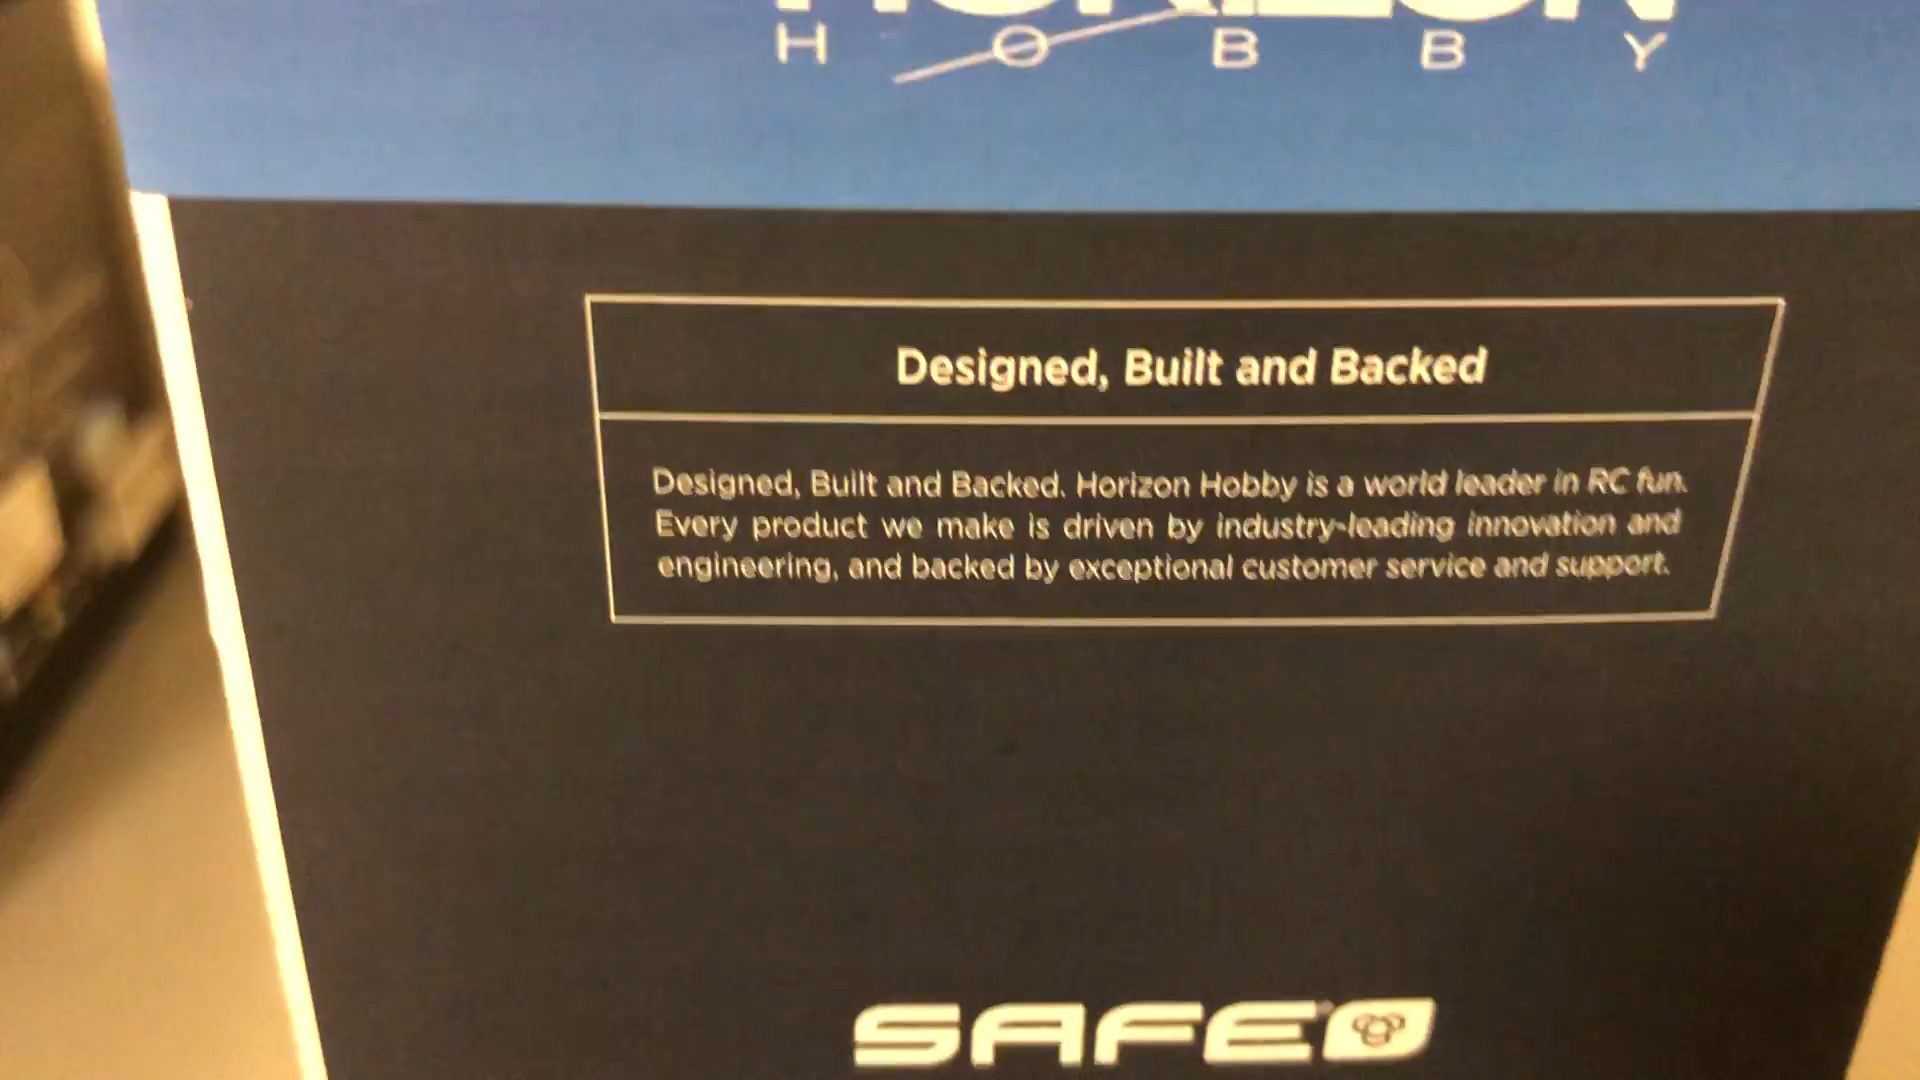 HORIZON
H O B B Y
Designed, Built and Backed
Designed, Built and Backed. Horizon Hobby is a world leader in RC fun.
Every product we make is driven by industry-leading innovation and
engineering, and backed by exceptional customer service and support.
SAFE